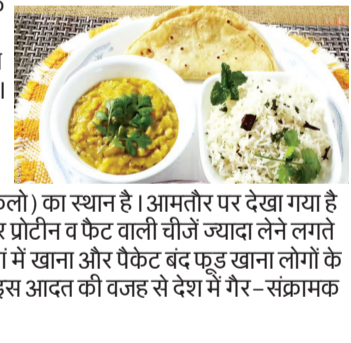 ।
) का स्थान है । आमतौर पर देखा गया है
प्रोटीन व फैट वाली चीजें ज्यादा लेने लगते
में खाना और पैकेट बंद फूड खाना लोगों के
इस आदत की वजह से देश में गैर–संक्रामक